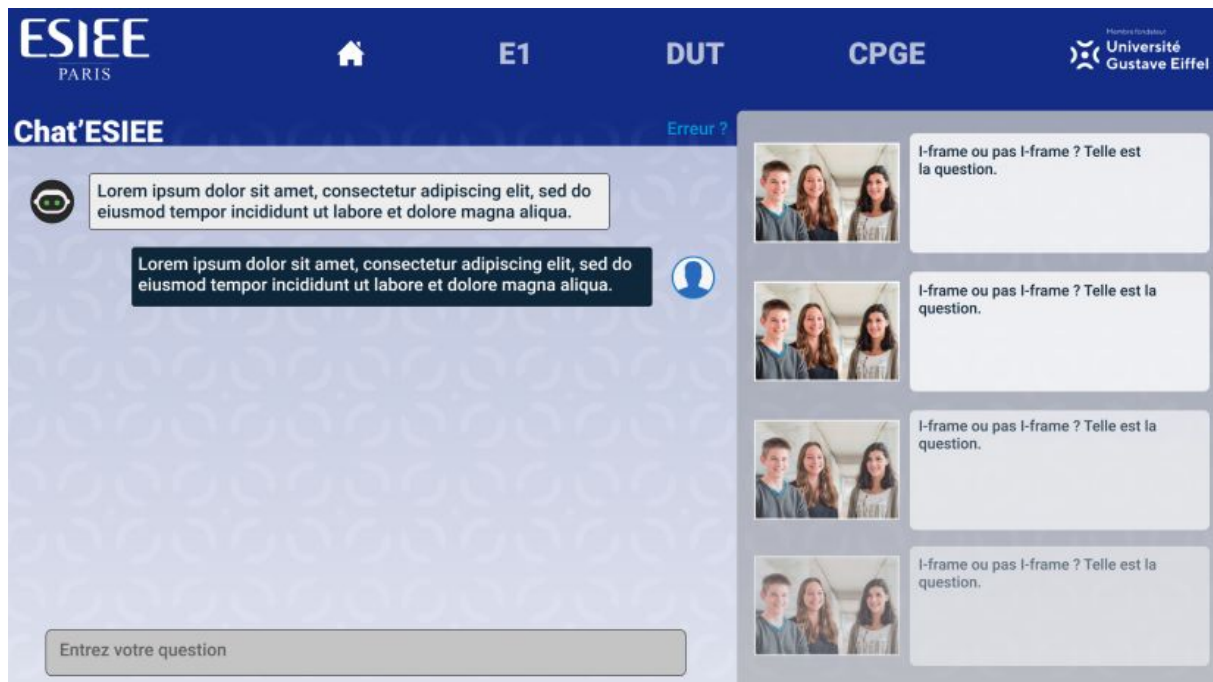 ESIEE
PARIS
E1
DUT
CPGE
Membre fondateur
Université
Gustave Eiffel
Chat'ESIEE
Erreur ?
Lorem ipsum dolor sit amet, consectetur adipiscing elit, sed do
eiusmod tempor incididunt ut labore et dolore magna aliqua.
Lorem ipsum dolor sit amet, consectetur adipiscing elit, sed do
eiusmod tempor incididunt ut labore et dolore magna aliqua.
Entrez votre question
I-frame ou pas I-frame ? Telle est
la question.
I-frame ou pas I-frame ? Telle est la
question.
I-frame ou pas I-frame ? Telle est la
question.
I-frame ou pas I-frame ? Telle est la
question.